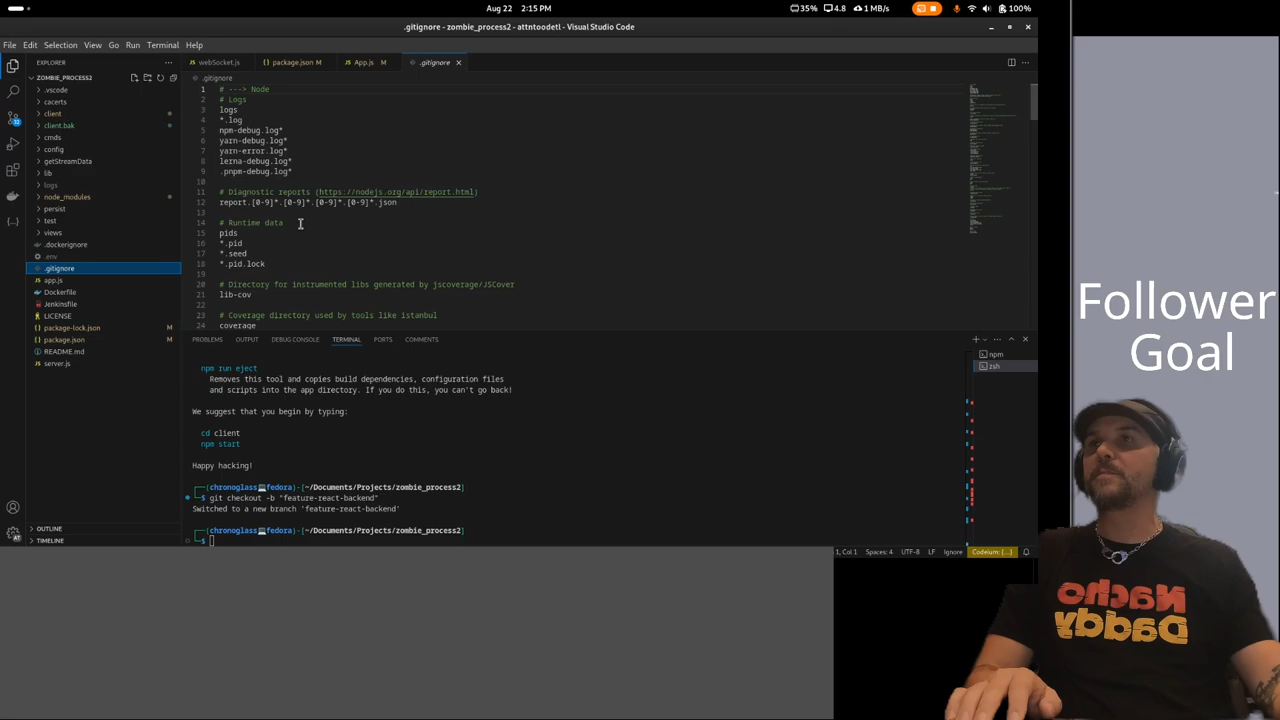 Aug 22 2:15 PM
35% 4.8 1 MB/s 100%
.gitignore - zombie_process2 - attntoodetl - Visual Studio Code
File Edit Selection View Go Run Terminal Help
EXPLORER
ZOMBIE_PROCESS2
.vscode
cacerts
client
client.bak
cmds
config
getStreamData
lib
logs
node_modules
persist
test
views
.dockerignore
.env
.gitignore
app.js
Dockerfile
Jenkinsfile
LICENSE
package-lock.json M
package.json M
README.md
server.js
OUTLINE
TIMELINE
webSocket.js package.json M App.js M .gitignore
.gitignore
1 # ---> Node
2 # Logs
3 logs
4 *.log
5 npm-debug.log*
6 yarn-debug.log*
7 yarn-error.log*
8 lerna-debug.log*
9 .pnpm-debug.log*
10
11 # Diagnostic reports (https://nodejs.org/api/report.html)
12 report.[0-9]*.[0-9]*.[0-9]*.[0-9]*.json
13
14 # Runtime data
15 pids
16 *.pid
17 *.seed
18 *.pid.lock
19
20 # Directory for instrumented libs generated by jscoverage/JSCover
21 lib-cov
22
23 # Coverage directory used by tools like istanbul
24 coverage
PROBLEMS OUTPUT DEBUG CONSOLE TERMINAL PORTS COMMENTS
npm
zsh
npm run eject
Removes this tool and copies build dependencies, configuration files
and scripts into the app directory. If you do this, you can't go back!
We suggest that you begin by typing:
cd client
npm start
Happy hacking!
(chronoglass💻fedora)-[~/Documents/Projects/zombie_process2]
$ git checkout -b "feature-react-backend"
Switched to a new branch 'feature-react-backend'
(chronoglass💻fedora)-[~/Documents/Projects/zombie_process2]
$
1, Col 1 Spaces: 4 UTF-8 LF Ignore Codeium: {...}
Follower
Goal
Nacho
Daddy